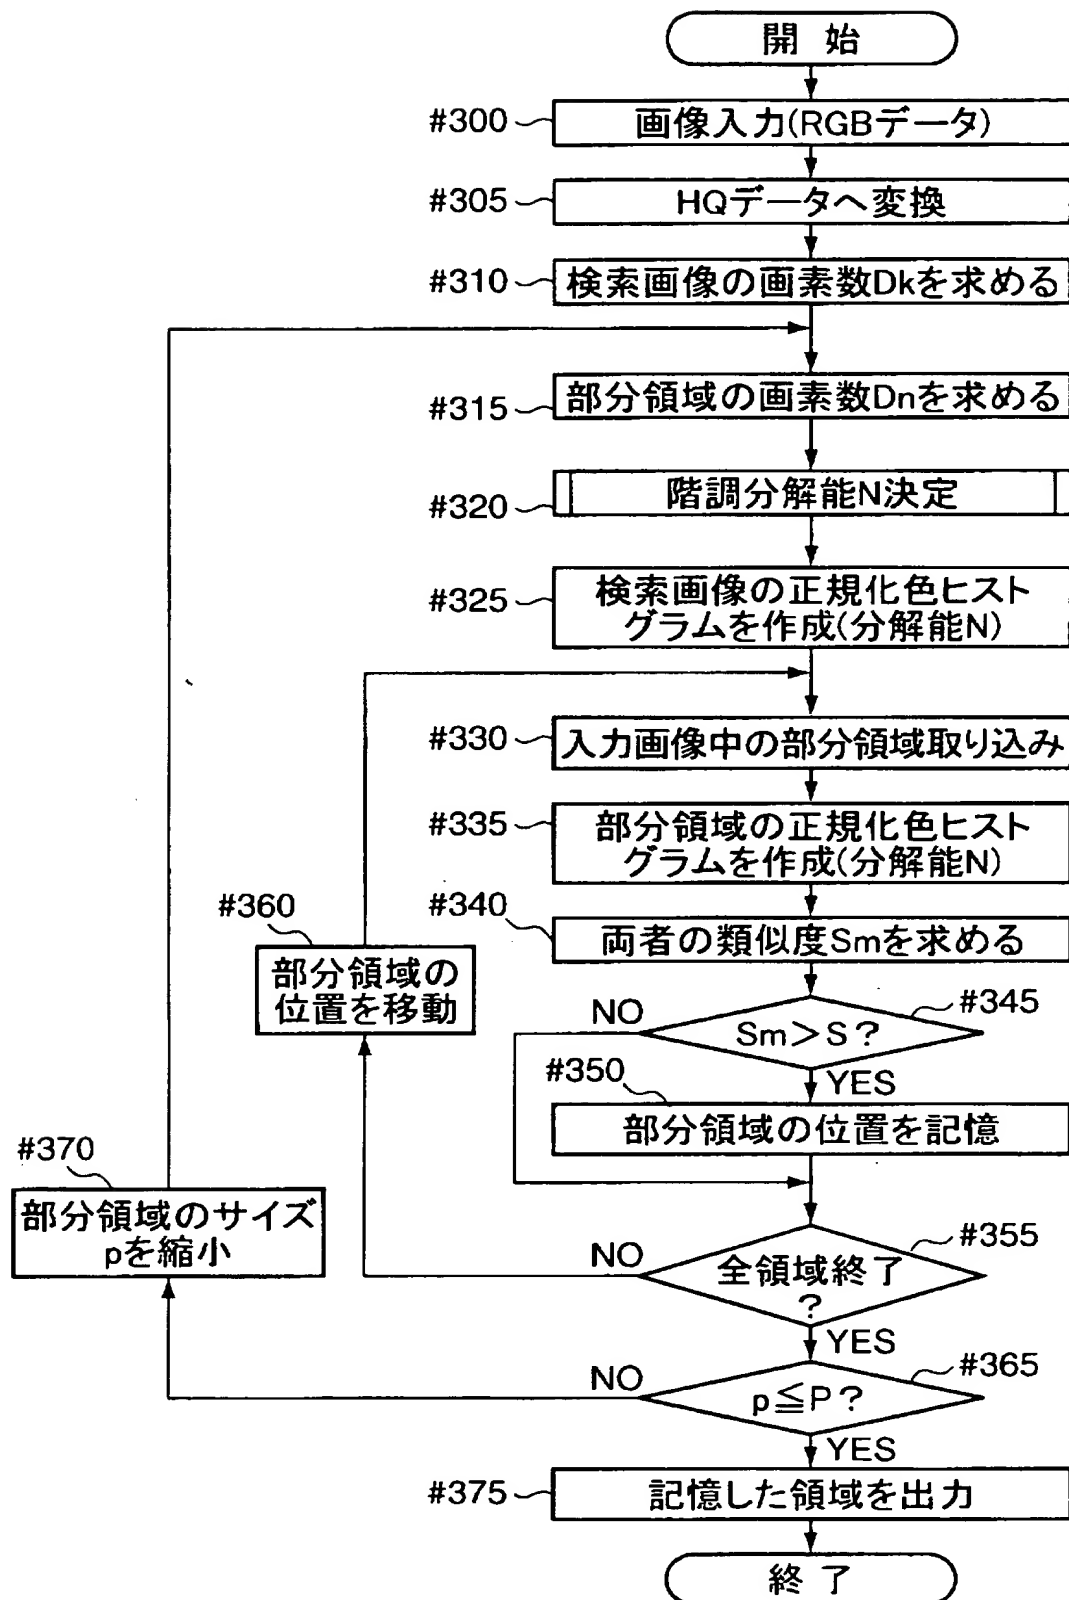 開始
#300
画像入力(RGBデータ)
#305
HQデータへ変換
#310
検索画像の画素数Dkを求める
#315
部分領域の画素数Dnを求める
#320
階調分解能N決定
#325
検索画像の正規化色ヒスト
グラムを作成(分解能N)
#330
入力画像中の部分領域取り込み
#335
部分領域の正規化色ヒスト
グラムを作成(分解能N)
#340
両者の類似度Smを求める
#345
Sm>S?
NO
YES
#350
部分領域の位置を記憶
#355
全領域終了
?
NO
YES
#360
部分領域の
位置を移動
#365
p≦P?
NO
YES
#370
部分領域のサイズ
pを縮小
#375
記憶した領域を出力
終了